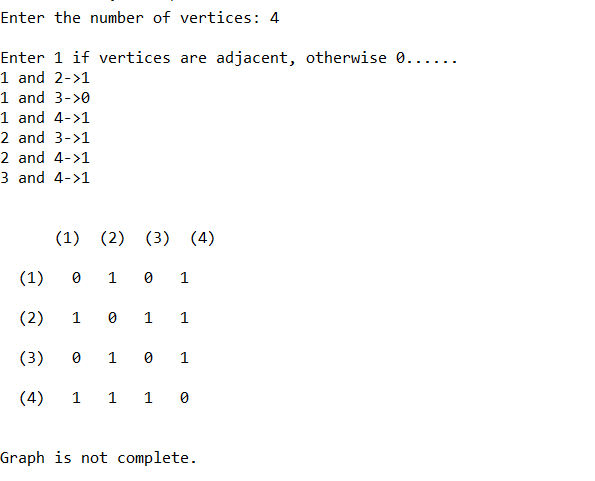 Enter the number of vertices: 4
Enter 1 if vertices are adjacent, otherwise 0......
1 and 2->1
1 and 3->0
1 and 4->1
2 and 3->1
2 and 4->1
3 and 4->1
(1) (2) (3) (4)
(1) 0 1 0 1
(2) 1 0 1 1
(3) 0 1 0 1
(4) 1 1 1 0
Graph is not complete.